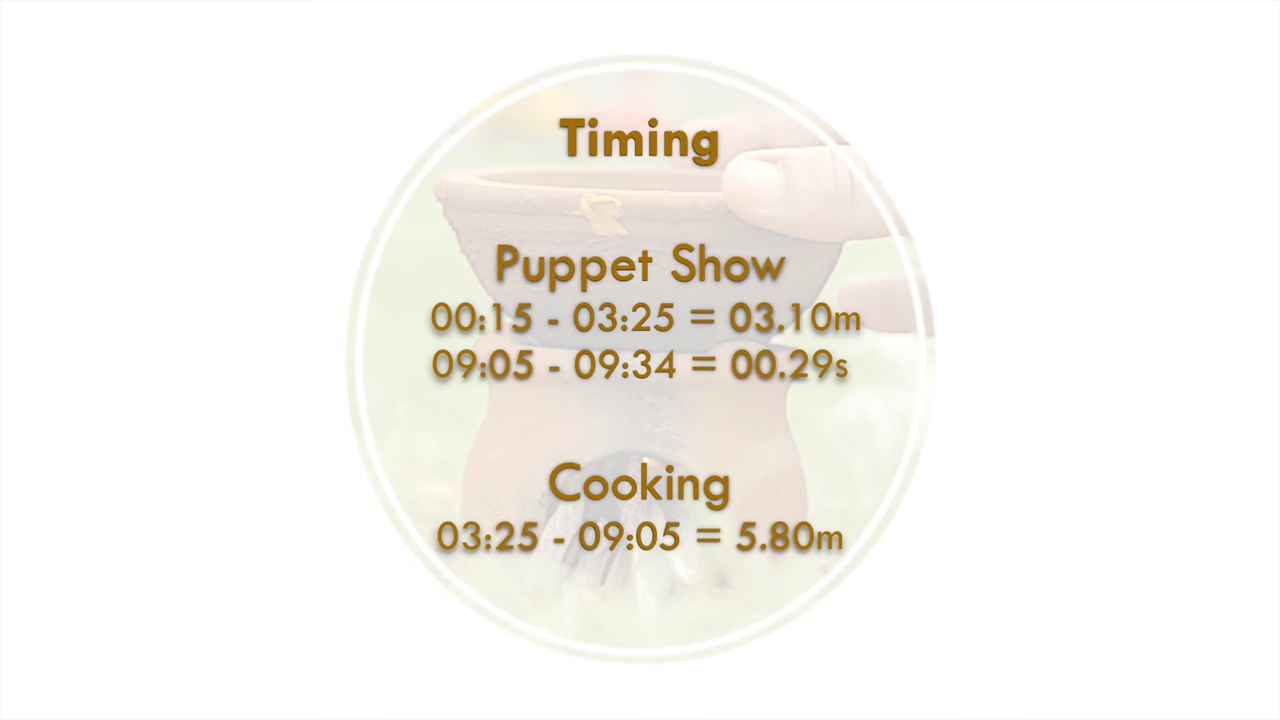 Timing
Puppet Show
00:15 - 03:25 = 03.10m
09:05 - 09:34 = 00.29s
Cooking
03:25 - 09:05 = 5.80m